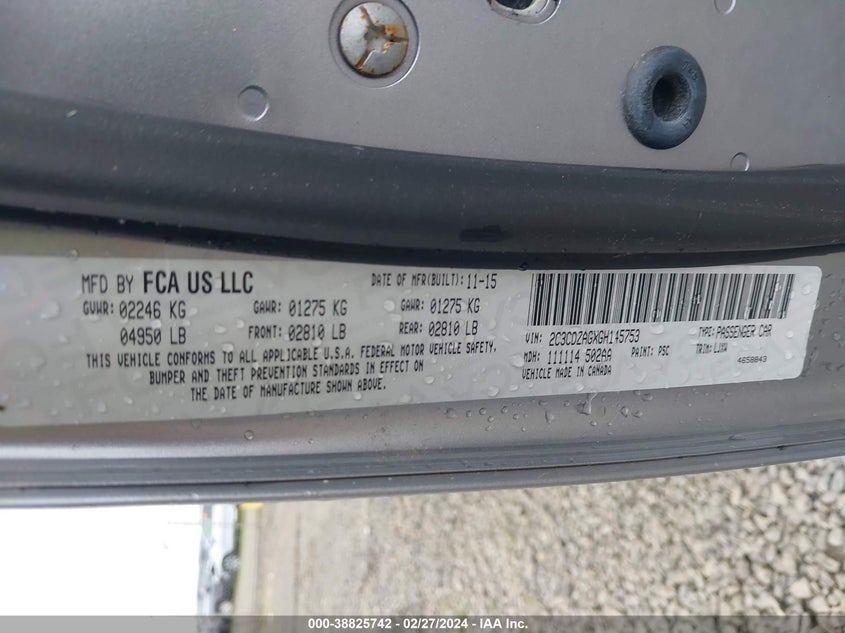 MFD BY FCA US LLC
DATE OF MFR(BUILT): 11-15
GVWR: 02246 KG
GAWR: 01275 KG
GAWR: 01275 KG
04950 LB
FRONT: 02810 LB
REAR: 02810 LB
THIS VEHICLE CONFORMS TO ALL APPLICABLE U.S.A. FEDERAL MOTOR VEHICLE SAFETY,
BUMPER AND THEFT PREVENTION STANDARDS IN EFFECT ON
THE DATE OF MANUFACTURE SHOWN ABOVE.
VIN: 2C3CDZAGXGH145753
TYPE: PASSENGER CAR
MDH: 111114 502AA
PAINT: PSC
TRIM: LJXW
VEHICLE MADE IN CANADA
4658843
000-38825742 - 02/27/2024 - IAA Inc.